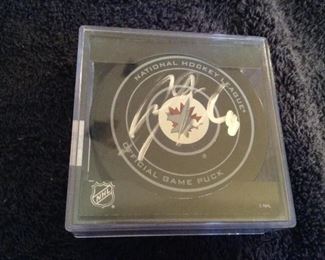 NATIONAL HOCKEY LEAGUE
OFFICIAL GAME PUCK
NHL